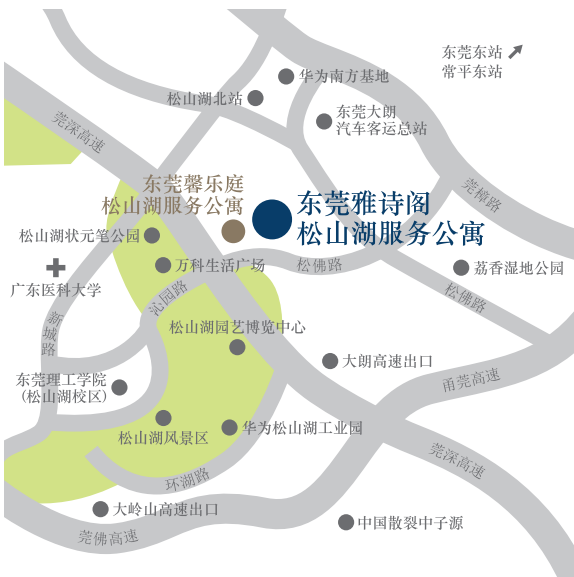 东莞东站
常平东站
华为南方基地
松山湖北站
东莞大朗
汽车客运总站
莞深高速
东莞馨乐庭
松山湖服务公寓
东莞雅诗阁
松山湖服务公寓
莞樟路
松山湖状元笔公园
万科生活广场
松佛路
荔香湿地公园
广东医科大学
沁园路
松佛路
新城路
松山湖园艺博览中心
大朗高速出口
东莞理工学院
(松山湖校区)
甬莞高速
松山湖风景区
华为松山湖工业园
莞深高速
环湖路
大岭山高速出口
中国散裂中子源
莞佛高速